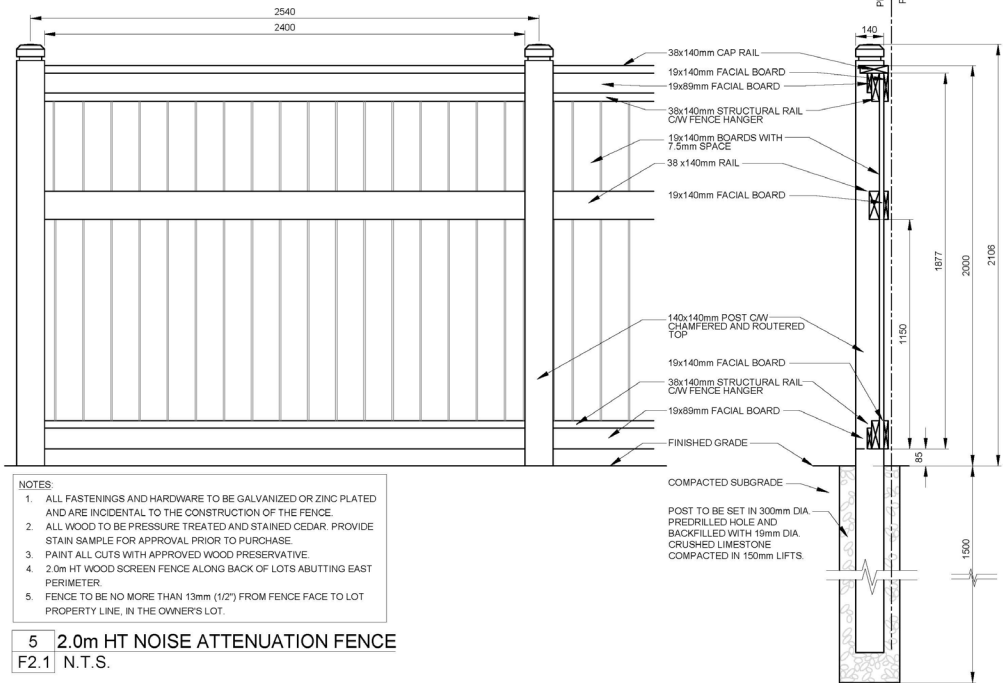 2540
2400
140
38x140mm CAP RAIL
19x140mm FACIAL BOARD
19x89mm FACIAL BOARD
38x140mm STRUCTURAL RAIL
C/W FENCE HANGER
19x140mm BOARDS WITH
7.5mm SPACE
38 x140mm RAIL
19x140mm FACIAL BOARD
140x140mm POST C/W
CHAMFERED AND ROUTERED
TOP
19x140mm FACIAL BOARD
38x140mm STRUCTURAL RAIL
C/W FENCE HANGER
19x89mm FACIAL BOARD
FINISHED GRADE
COMPACTED SUBGRADE
POST TO BE SET IN 300mm DIA.
PREDRILLED HOLE AND
BACKFILLED WITH 19mm DIA.
CRUSHED LIMESTONE
COMPACTED IN 150mm LIFTS.
1150
1877
2000
2106
85
1500
NOTES:
1. ALL FASTENINGS AND HARDWARE TO BE GALVANIZED OR ZINC PLATED
AND ARE INCIDENTAL TO THE CONSTRUCTION OF THE FENCE.
2. ALL WOOD TO BE PRESSURE TREATED AND STAINED CEDAR. PROVIDE
STAIN SAMPLE FOR APPROVAL PRIOR TO PURCHASE.
3. PAINT ALL CUTS WITH APPROVED WOOD PRESERVATIVE.
4. 2.0m HT WOOD SCREEN FENCE ALONG BACK OF LOTS ABUTTING EAST
PERIMETER.
5. FENCE TO BE NO MORE THAN 13mm (1/2") FROM FENCE FACE TO LOT
PROPERTY LINE, IN THE OWNER'S LOT.
5 2.0m HT NOISE ATTENUATION FENCE
F2.1 N.T.S.